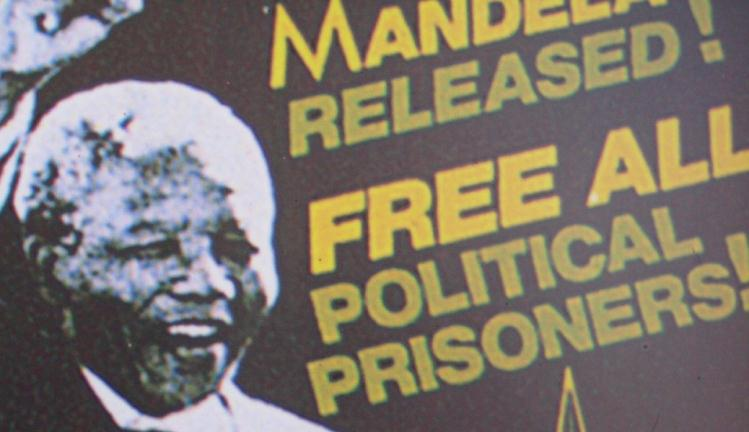 MANDELA
RELEASED!
FREE ALL
POLITICAL
PRISONERS!